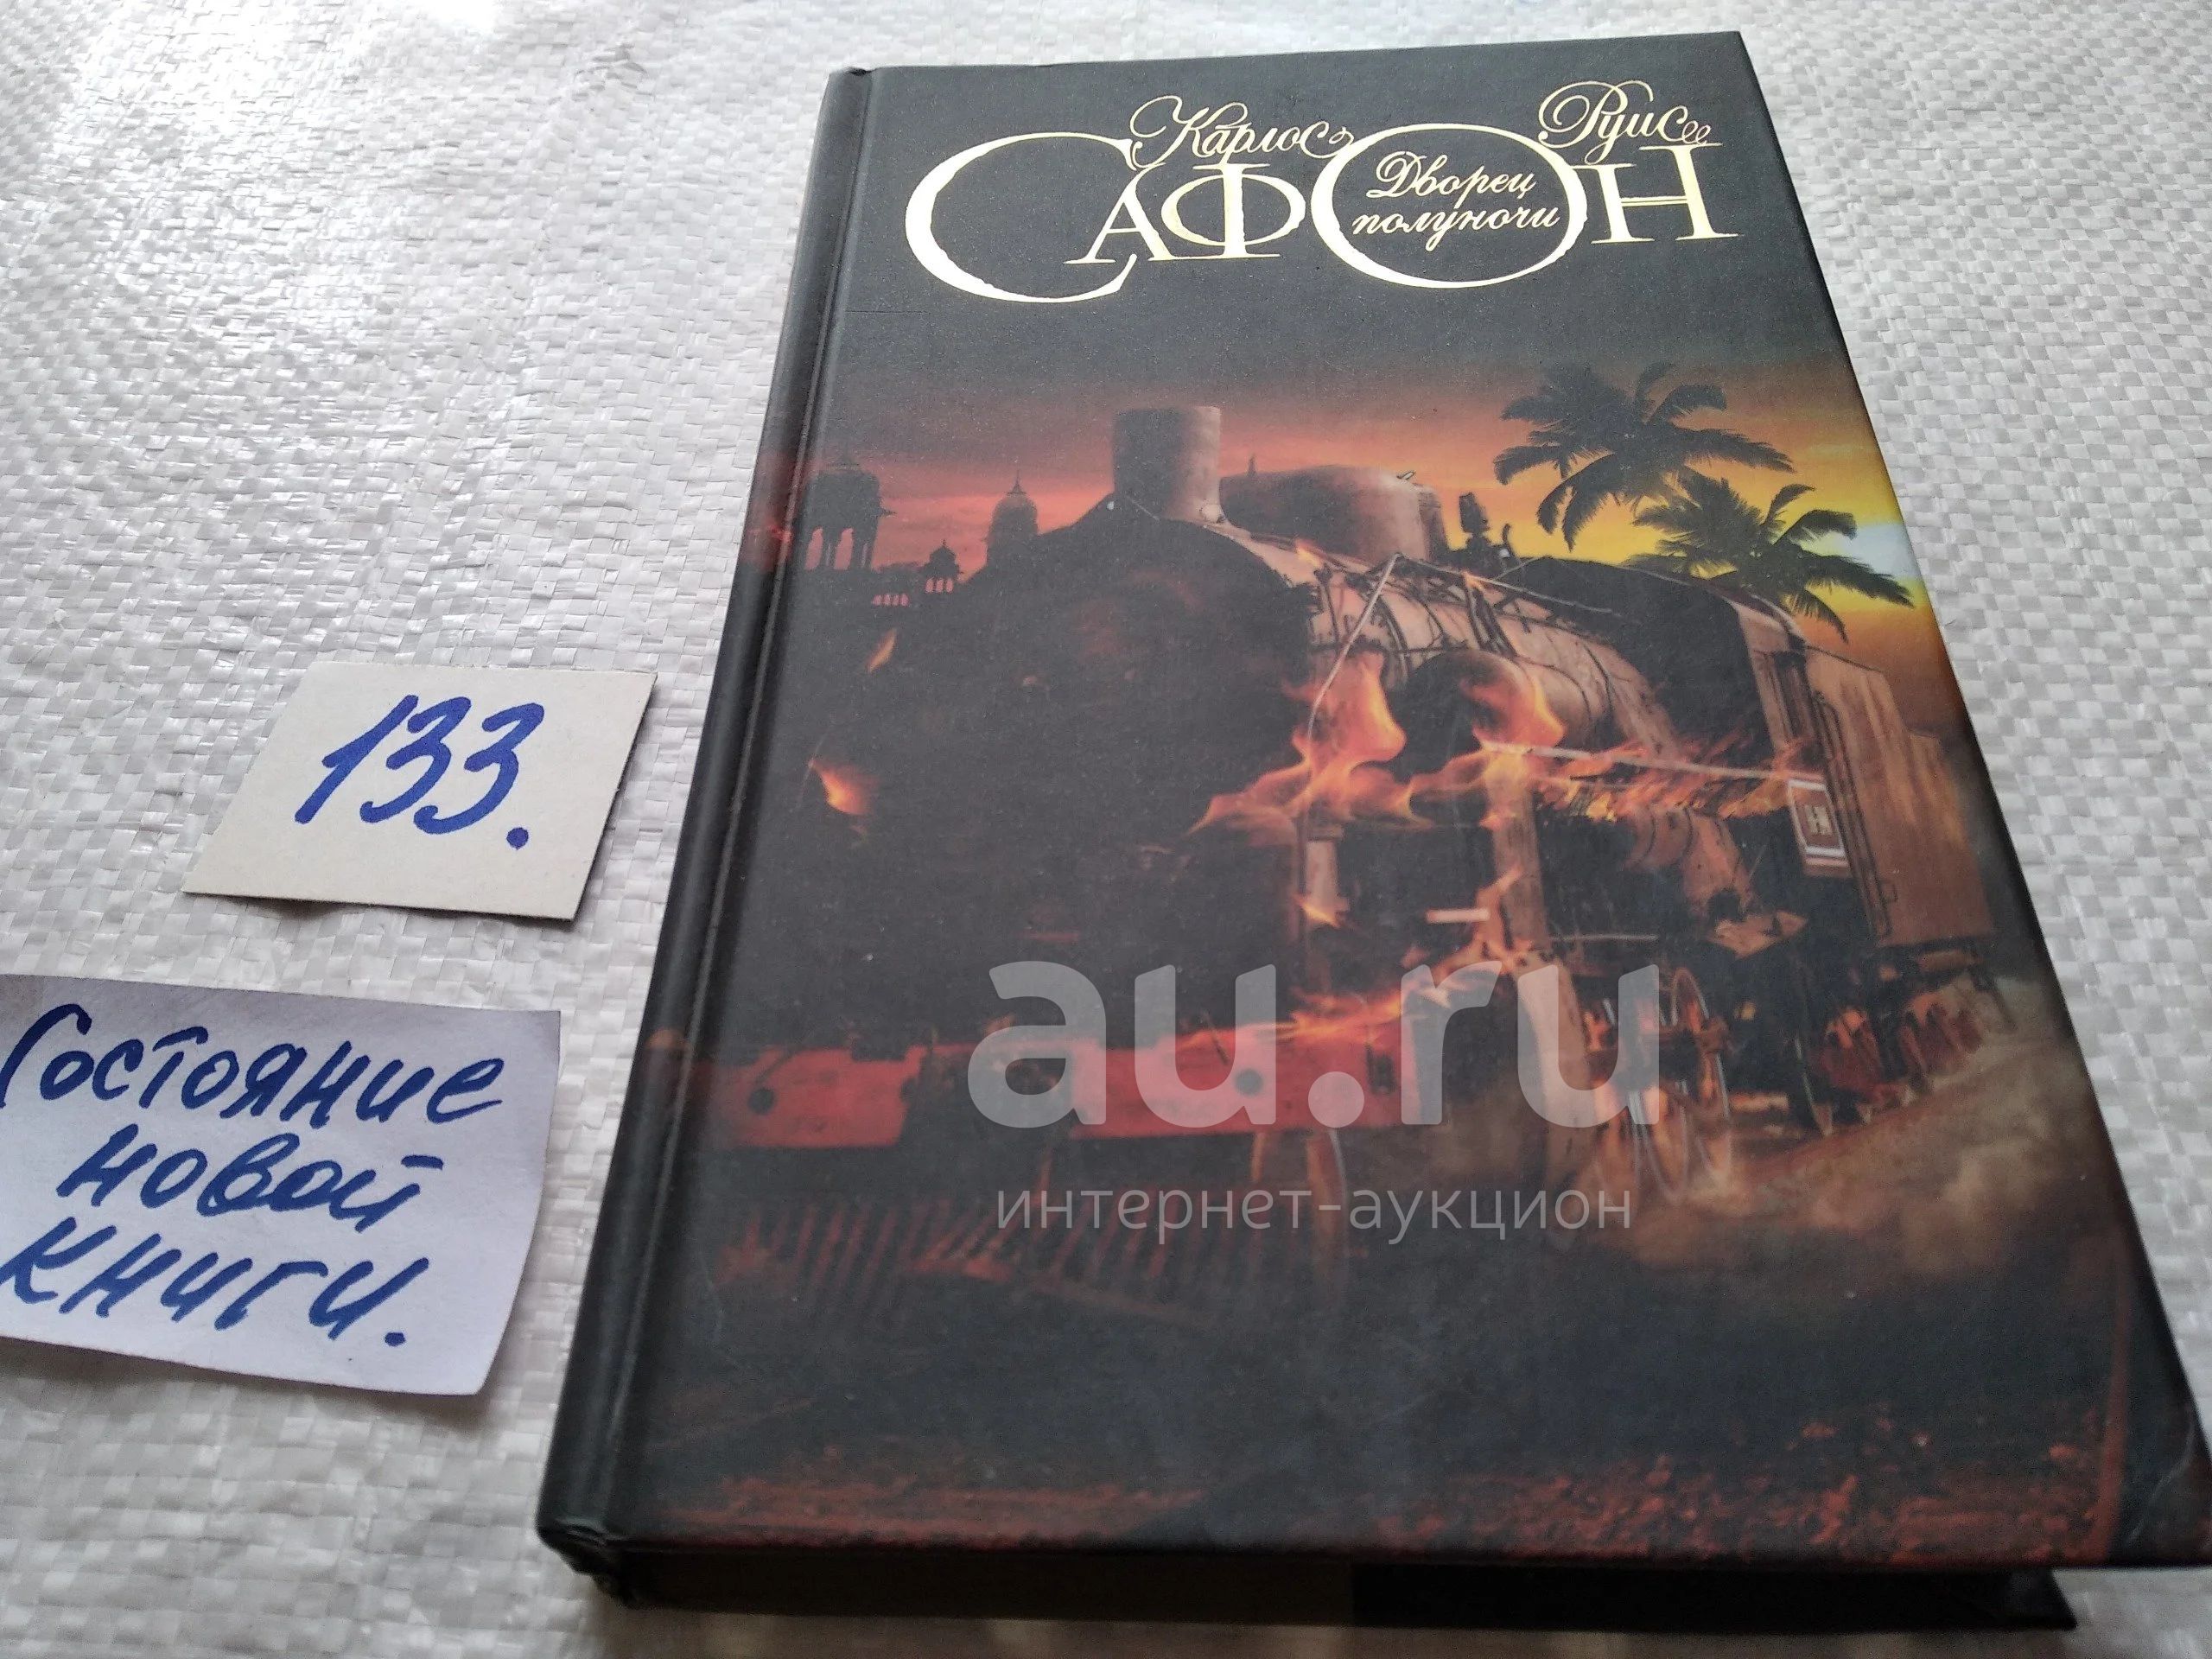 Карлос Руис
САФОН
Дворец
полуночи
133.
Состояние
новой
книги.
au.ru
интернет-аукцион